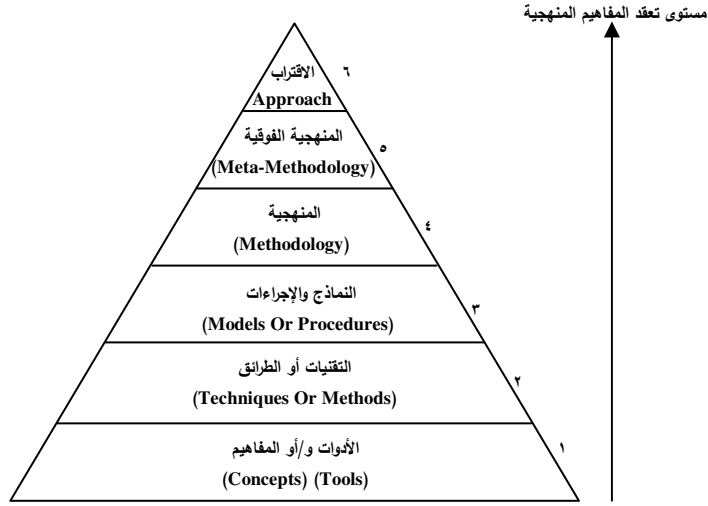 مستوى تعقد المفاهيم المنهجية
الاقتراب ٦
Approach
المنهجية الفوقية ٥
(Meta-Methodology)
المنهجية ٤
(Methodology)
النماذج والإجراءات ٣
(Models Or Procedures)
التقنيات أو الطرائق ٢
(Techniques Or Methods)
الأدوات و/أو المفاهيم ١
(Concepts) (Tools)